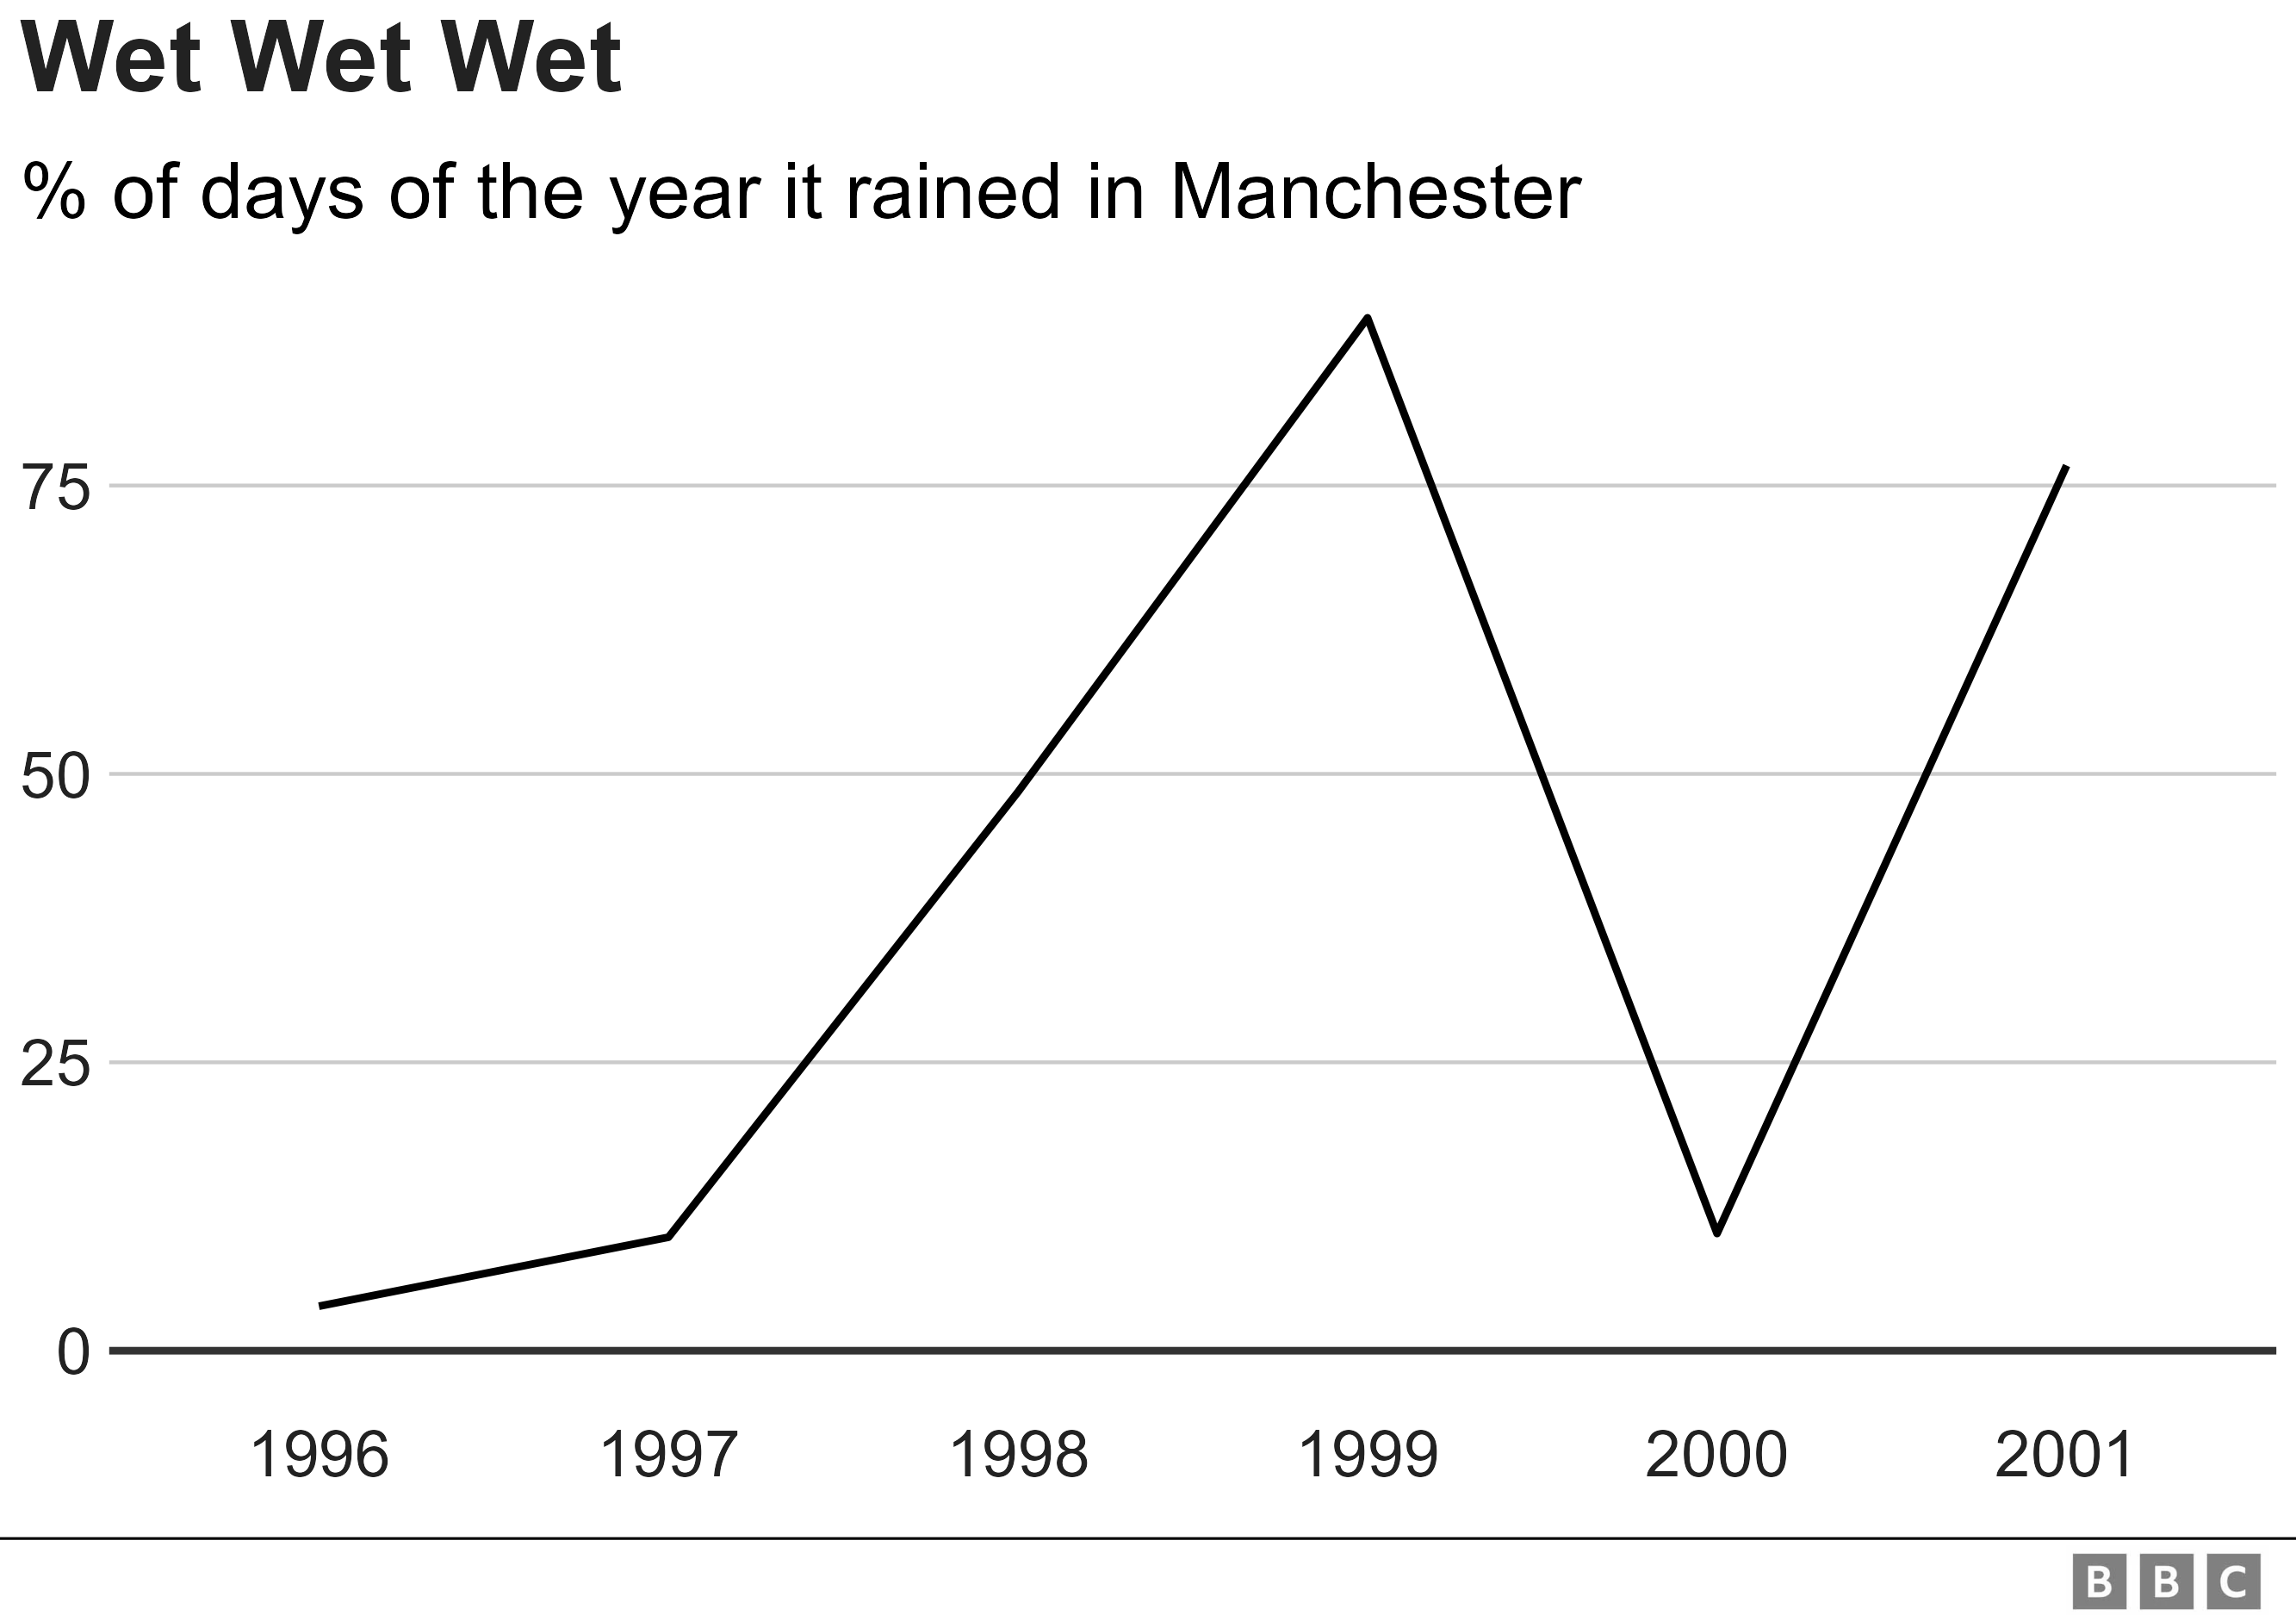 Wet Wet Wet
% of days of the year it rained in Manchester
75
50
25
0
1996 1997 1998 1999 2000 2001
BBC